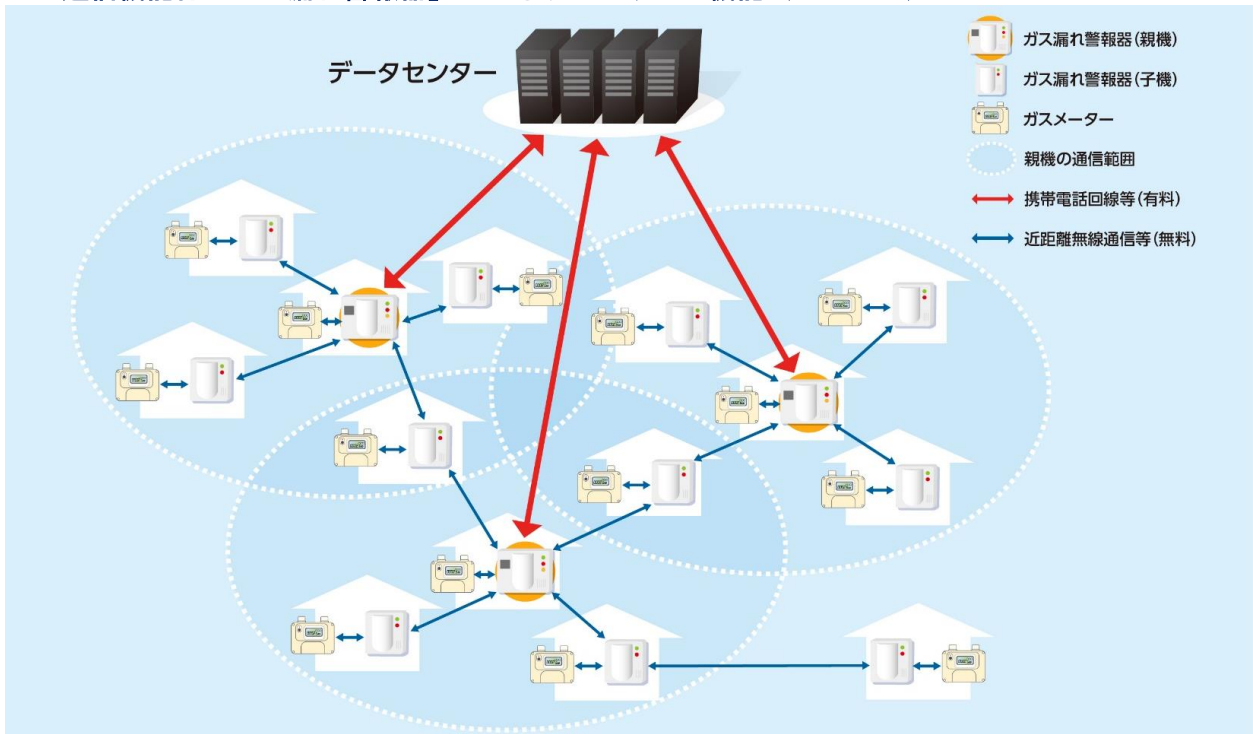 データセンター
ガス漏れ警報器(親機)
ガス漏れ警報器(子機)
ガスメーター
親機の通信範囲
携帯電話回線等(有料)
近距離無線通信等(無料)